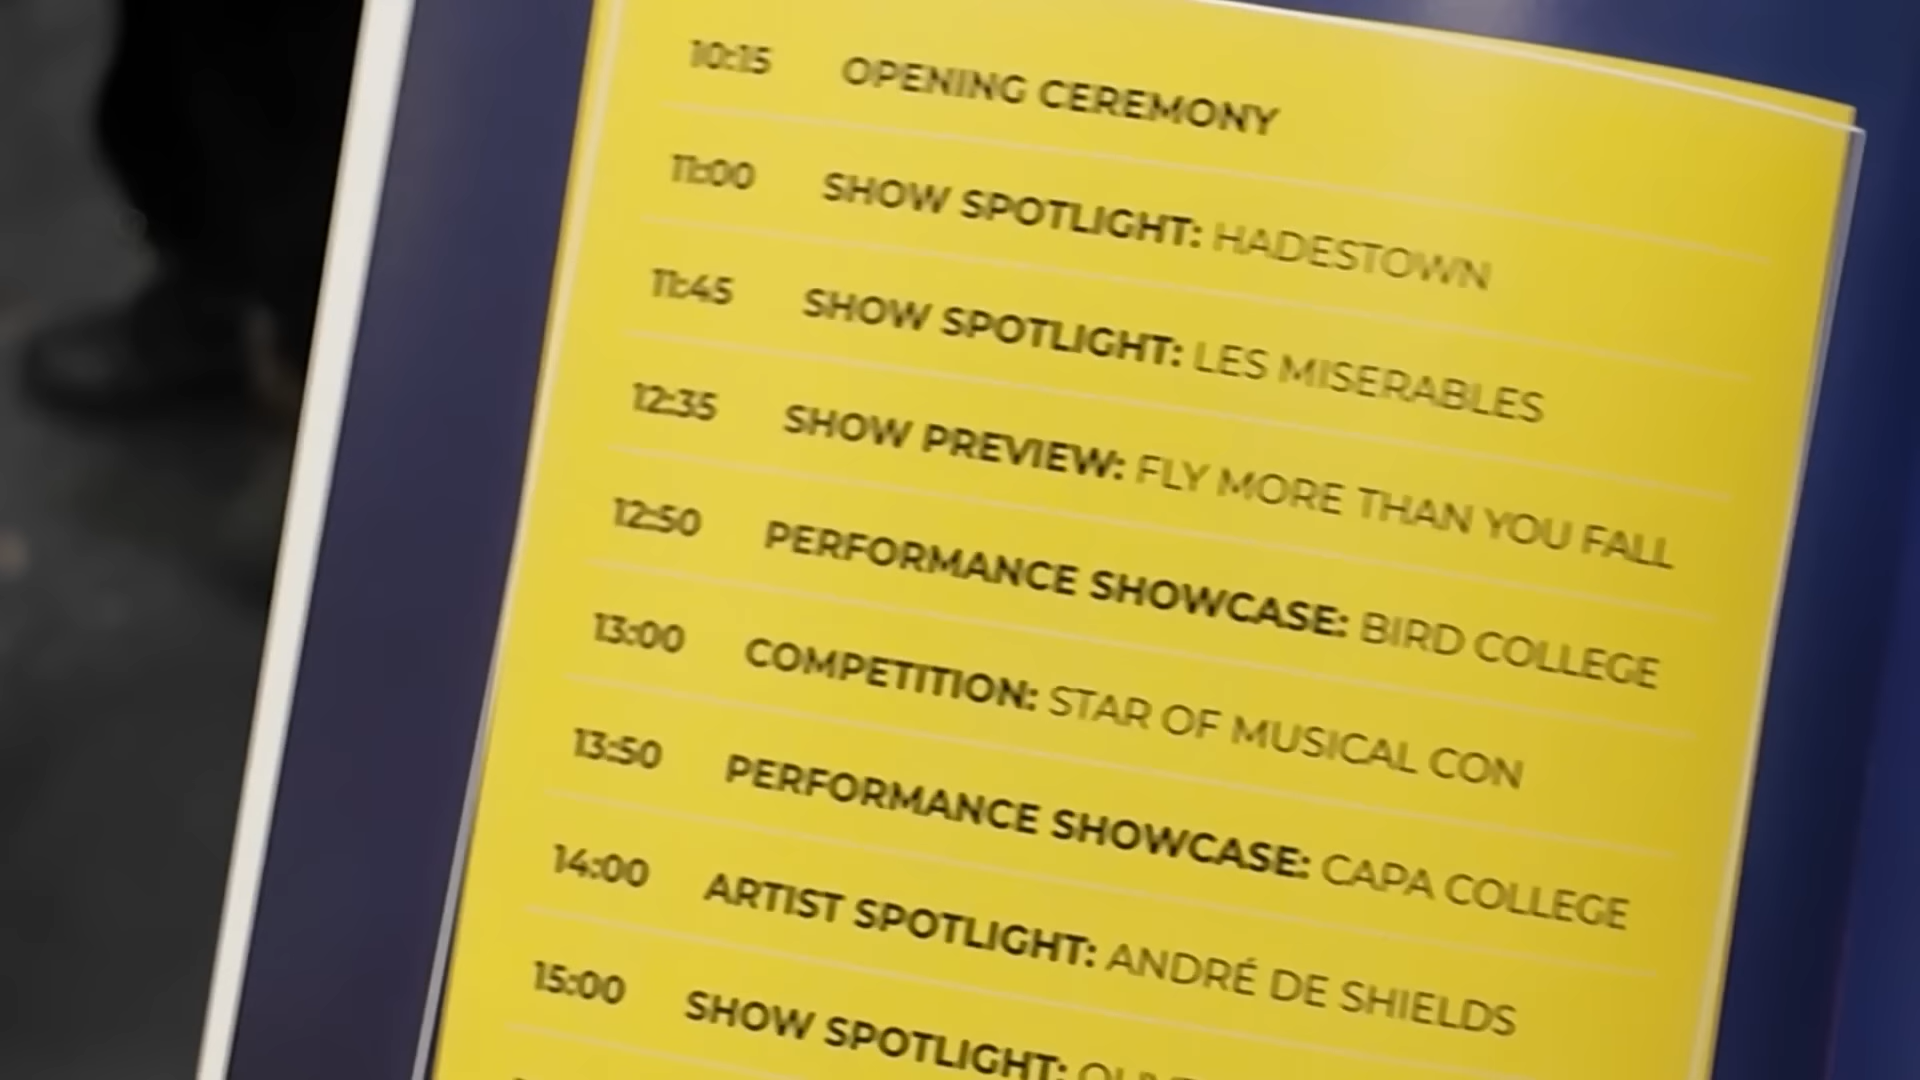 10:15 OPENING CEREMONY
11:00 SHOW SPOTLIGHT: HADESTOWN
11:45 SHOW SPOTLIGHT: LES MISERABLES
12:35 SHOW PREVIEW: FLY MORE THAN YOU FALL
12:50 PERFORMANCE SHOWCASE: BIRD COLLEGE
13:00 COMPETITION: STAR OF MUSICAL CON
13:50 PERFORMANCE SHOWCASE: CAPA COLLEGE
14:00 ARTIST SPOTLIGHT: ANDRÉ DE SHIELDS
15:00 SHOW SPOTLIGHT: